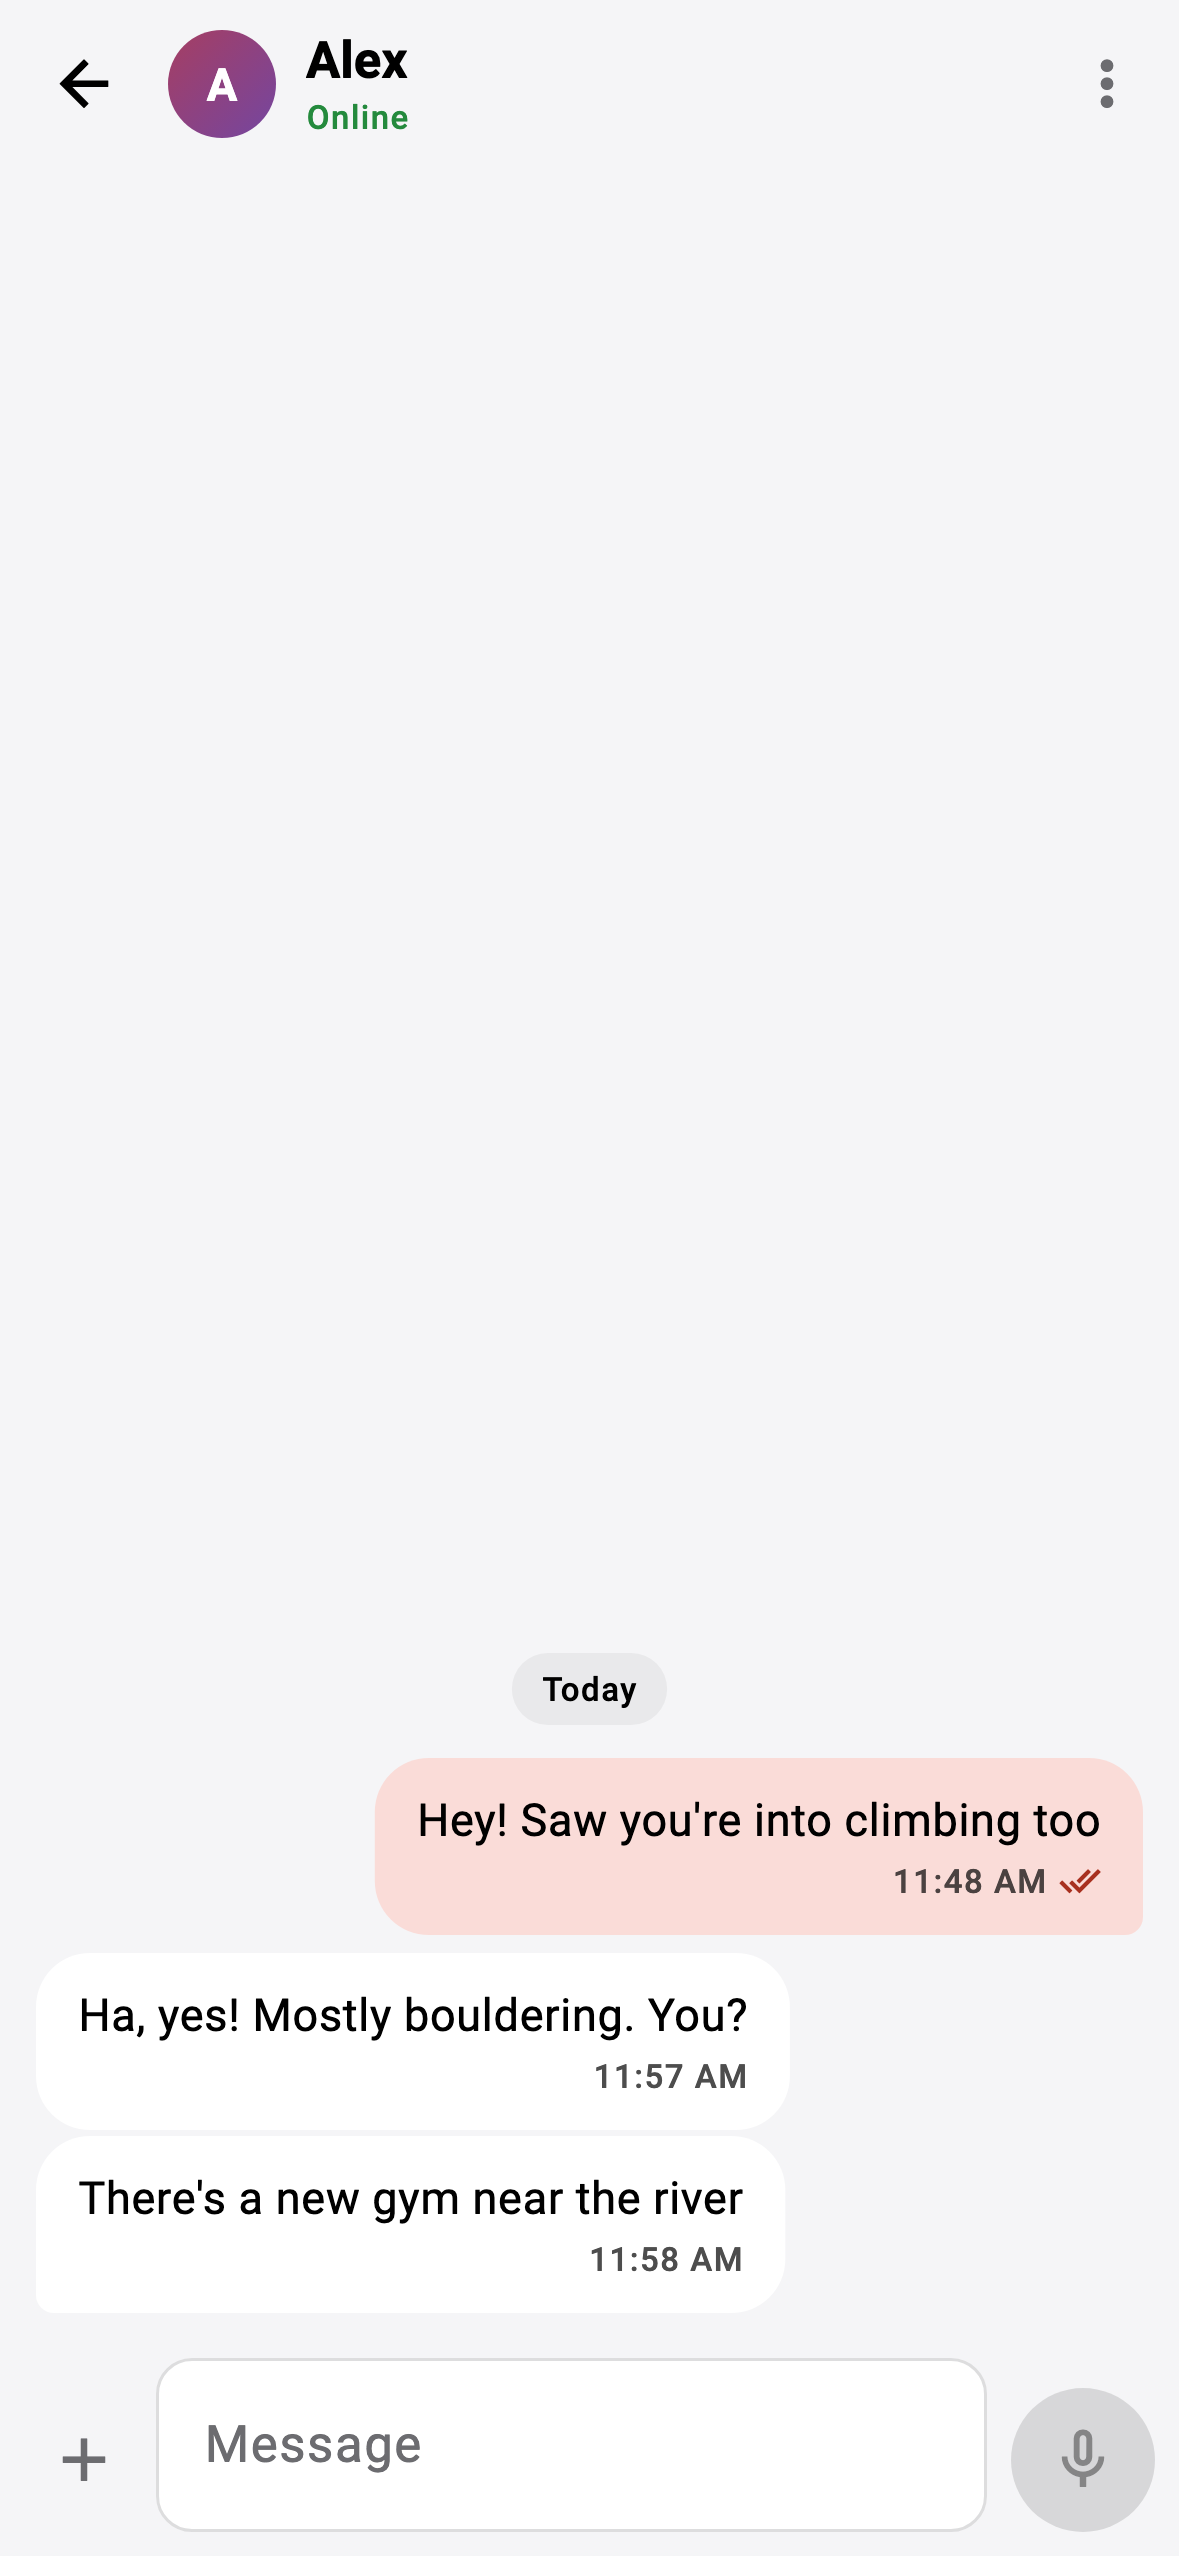 A
Alex
Online
Today
Hey! Saw you're into climbing too
11:48 AM
Ha, yes! Mostly bouldering. You?
11:57 AM
There's a new gym near the river
11:58 AM
Message